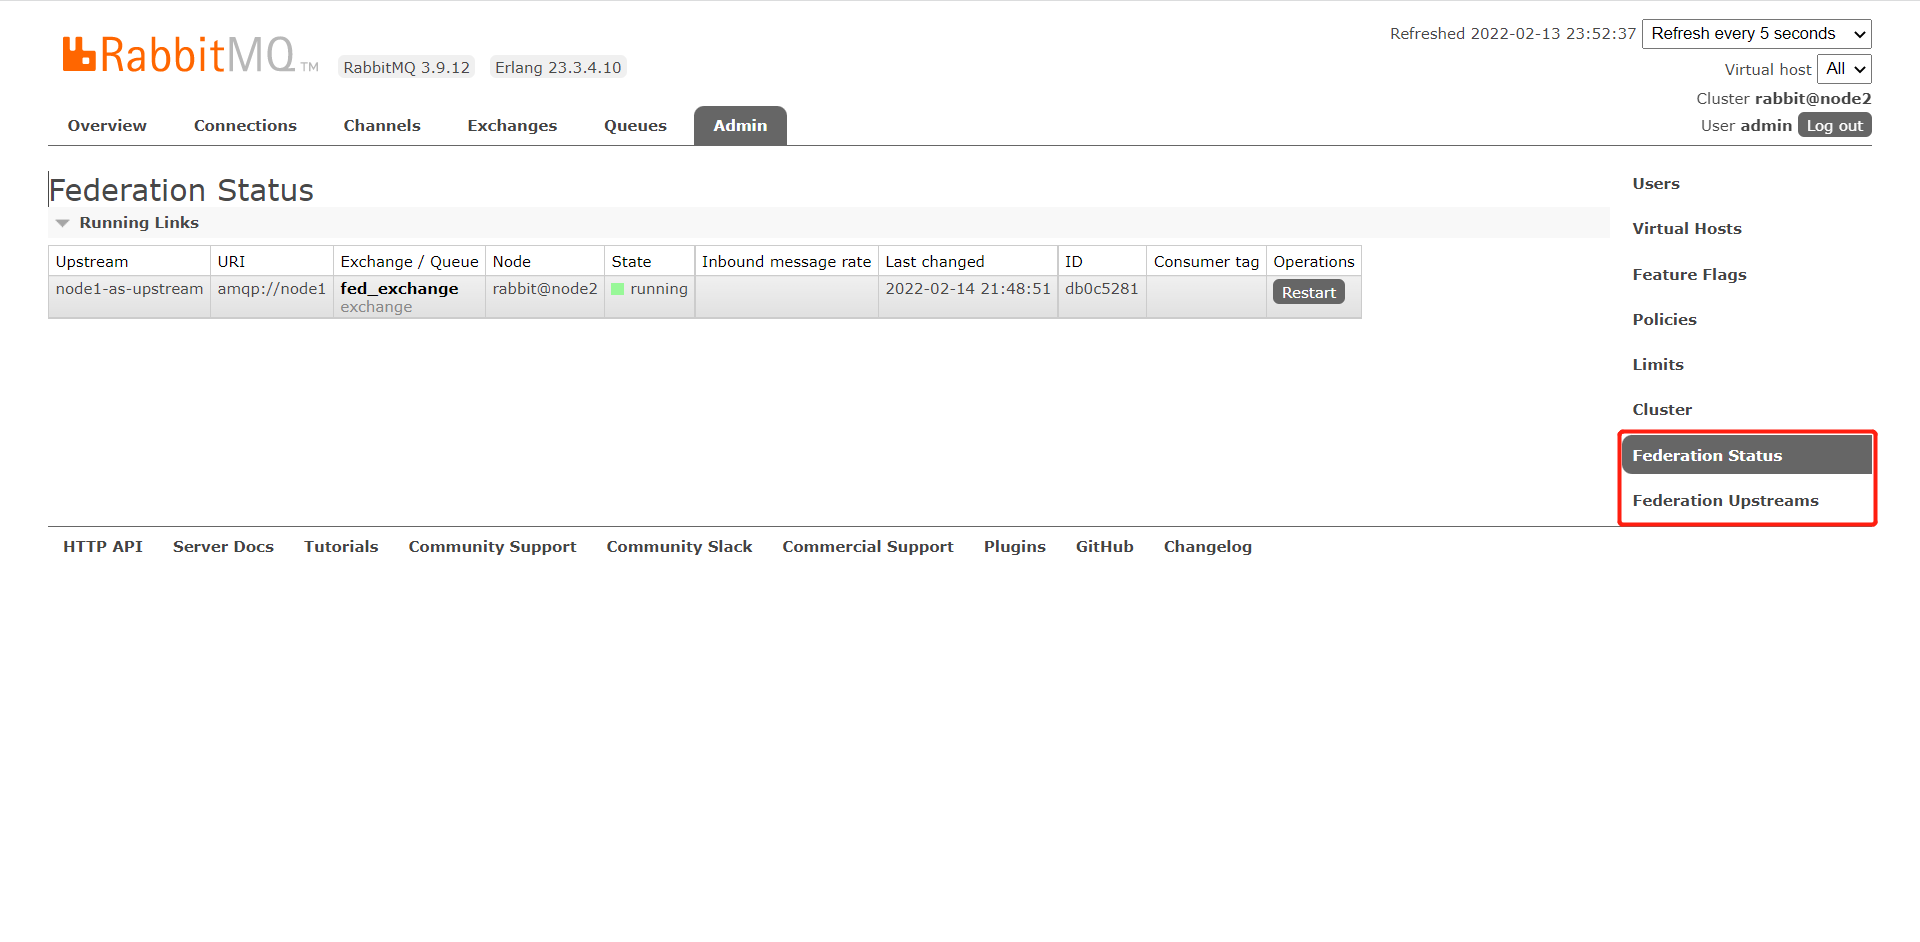 RabbitMQ TM RabbitMQ 3.9.12 Erlang 23.3.4.10
Refreshed 2022-02-13 23:52:37 Refresh every 5 seconds
Virtual host All
Cluster rabbit@node2
User admin Log out
Overview Connections Channels Exchanges Queues Admin
Federation Status
Running Links
Upstream URI Exchange / Queue Node State Inbound message rate Last changed ID Consumer tag Operations
node1-as-upstream amqp://node1 fed_exchange rabbit@node2 running 2022-02-14 21:48:51 db0c5281 Restart
exchange
Users
Virtual Hosts
Feature Flags
Policies
Limits
Cluster
Federation Status
Federation Upstreams
HTTP API Server Docs Tutorials Community Support Community Slack Commercial Support Plugins GitHub Changelog